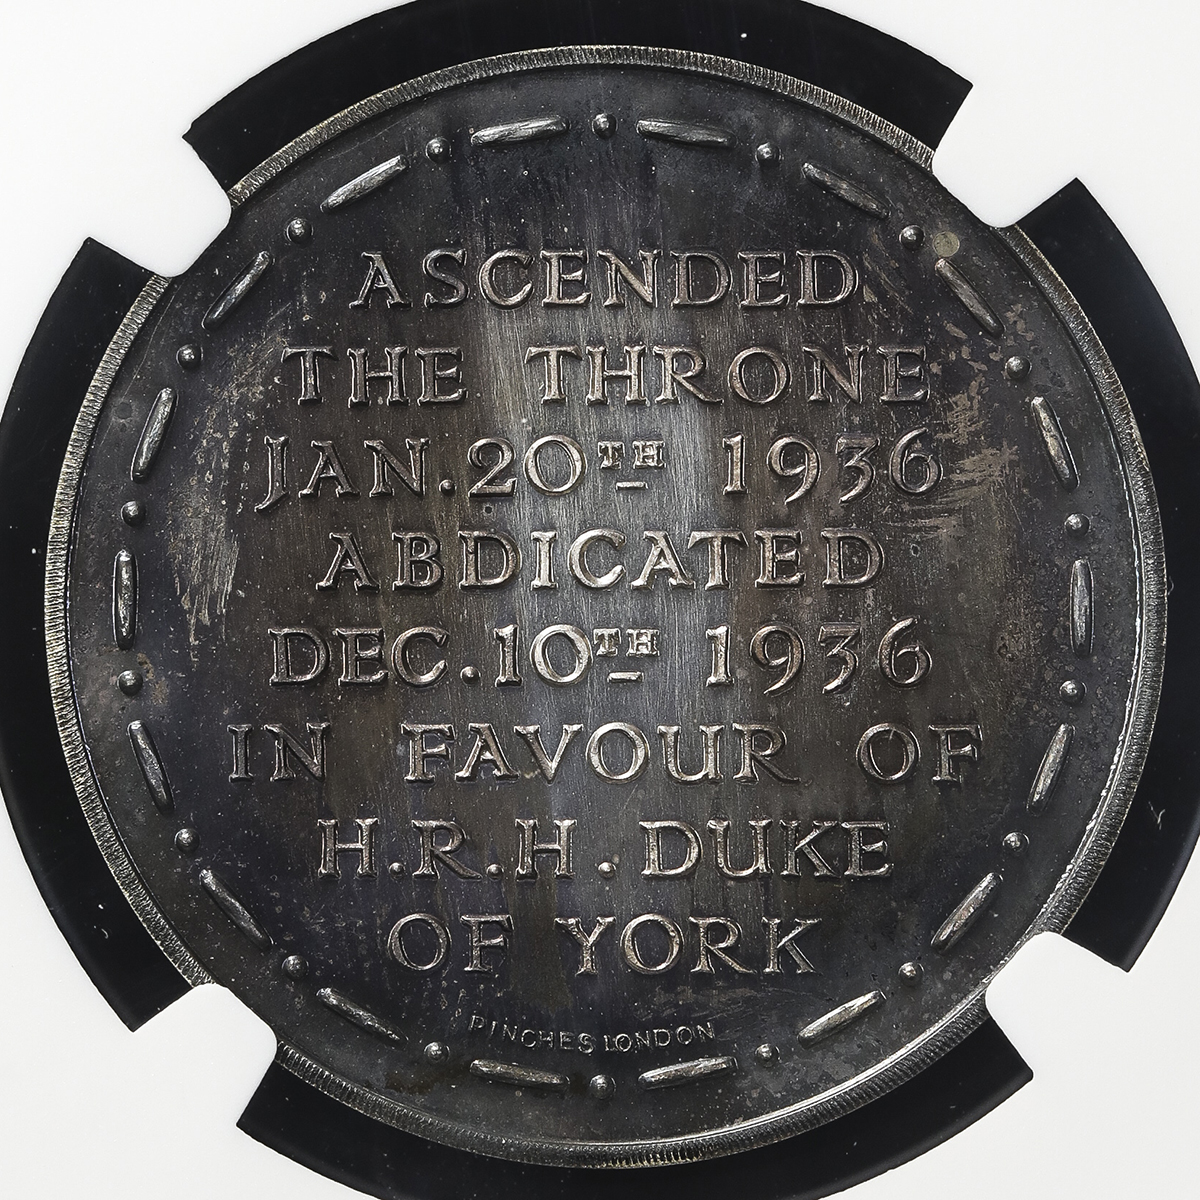 ASCENDED
THE THRONE
JAN. 20TH 1936
ABDICATED
DEC. 10TH 1936
IN FAVOUR OF
H.R.H. DUKE
OF YORK
PINCHES LONDON